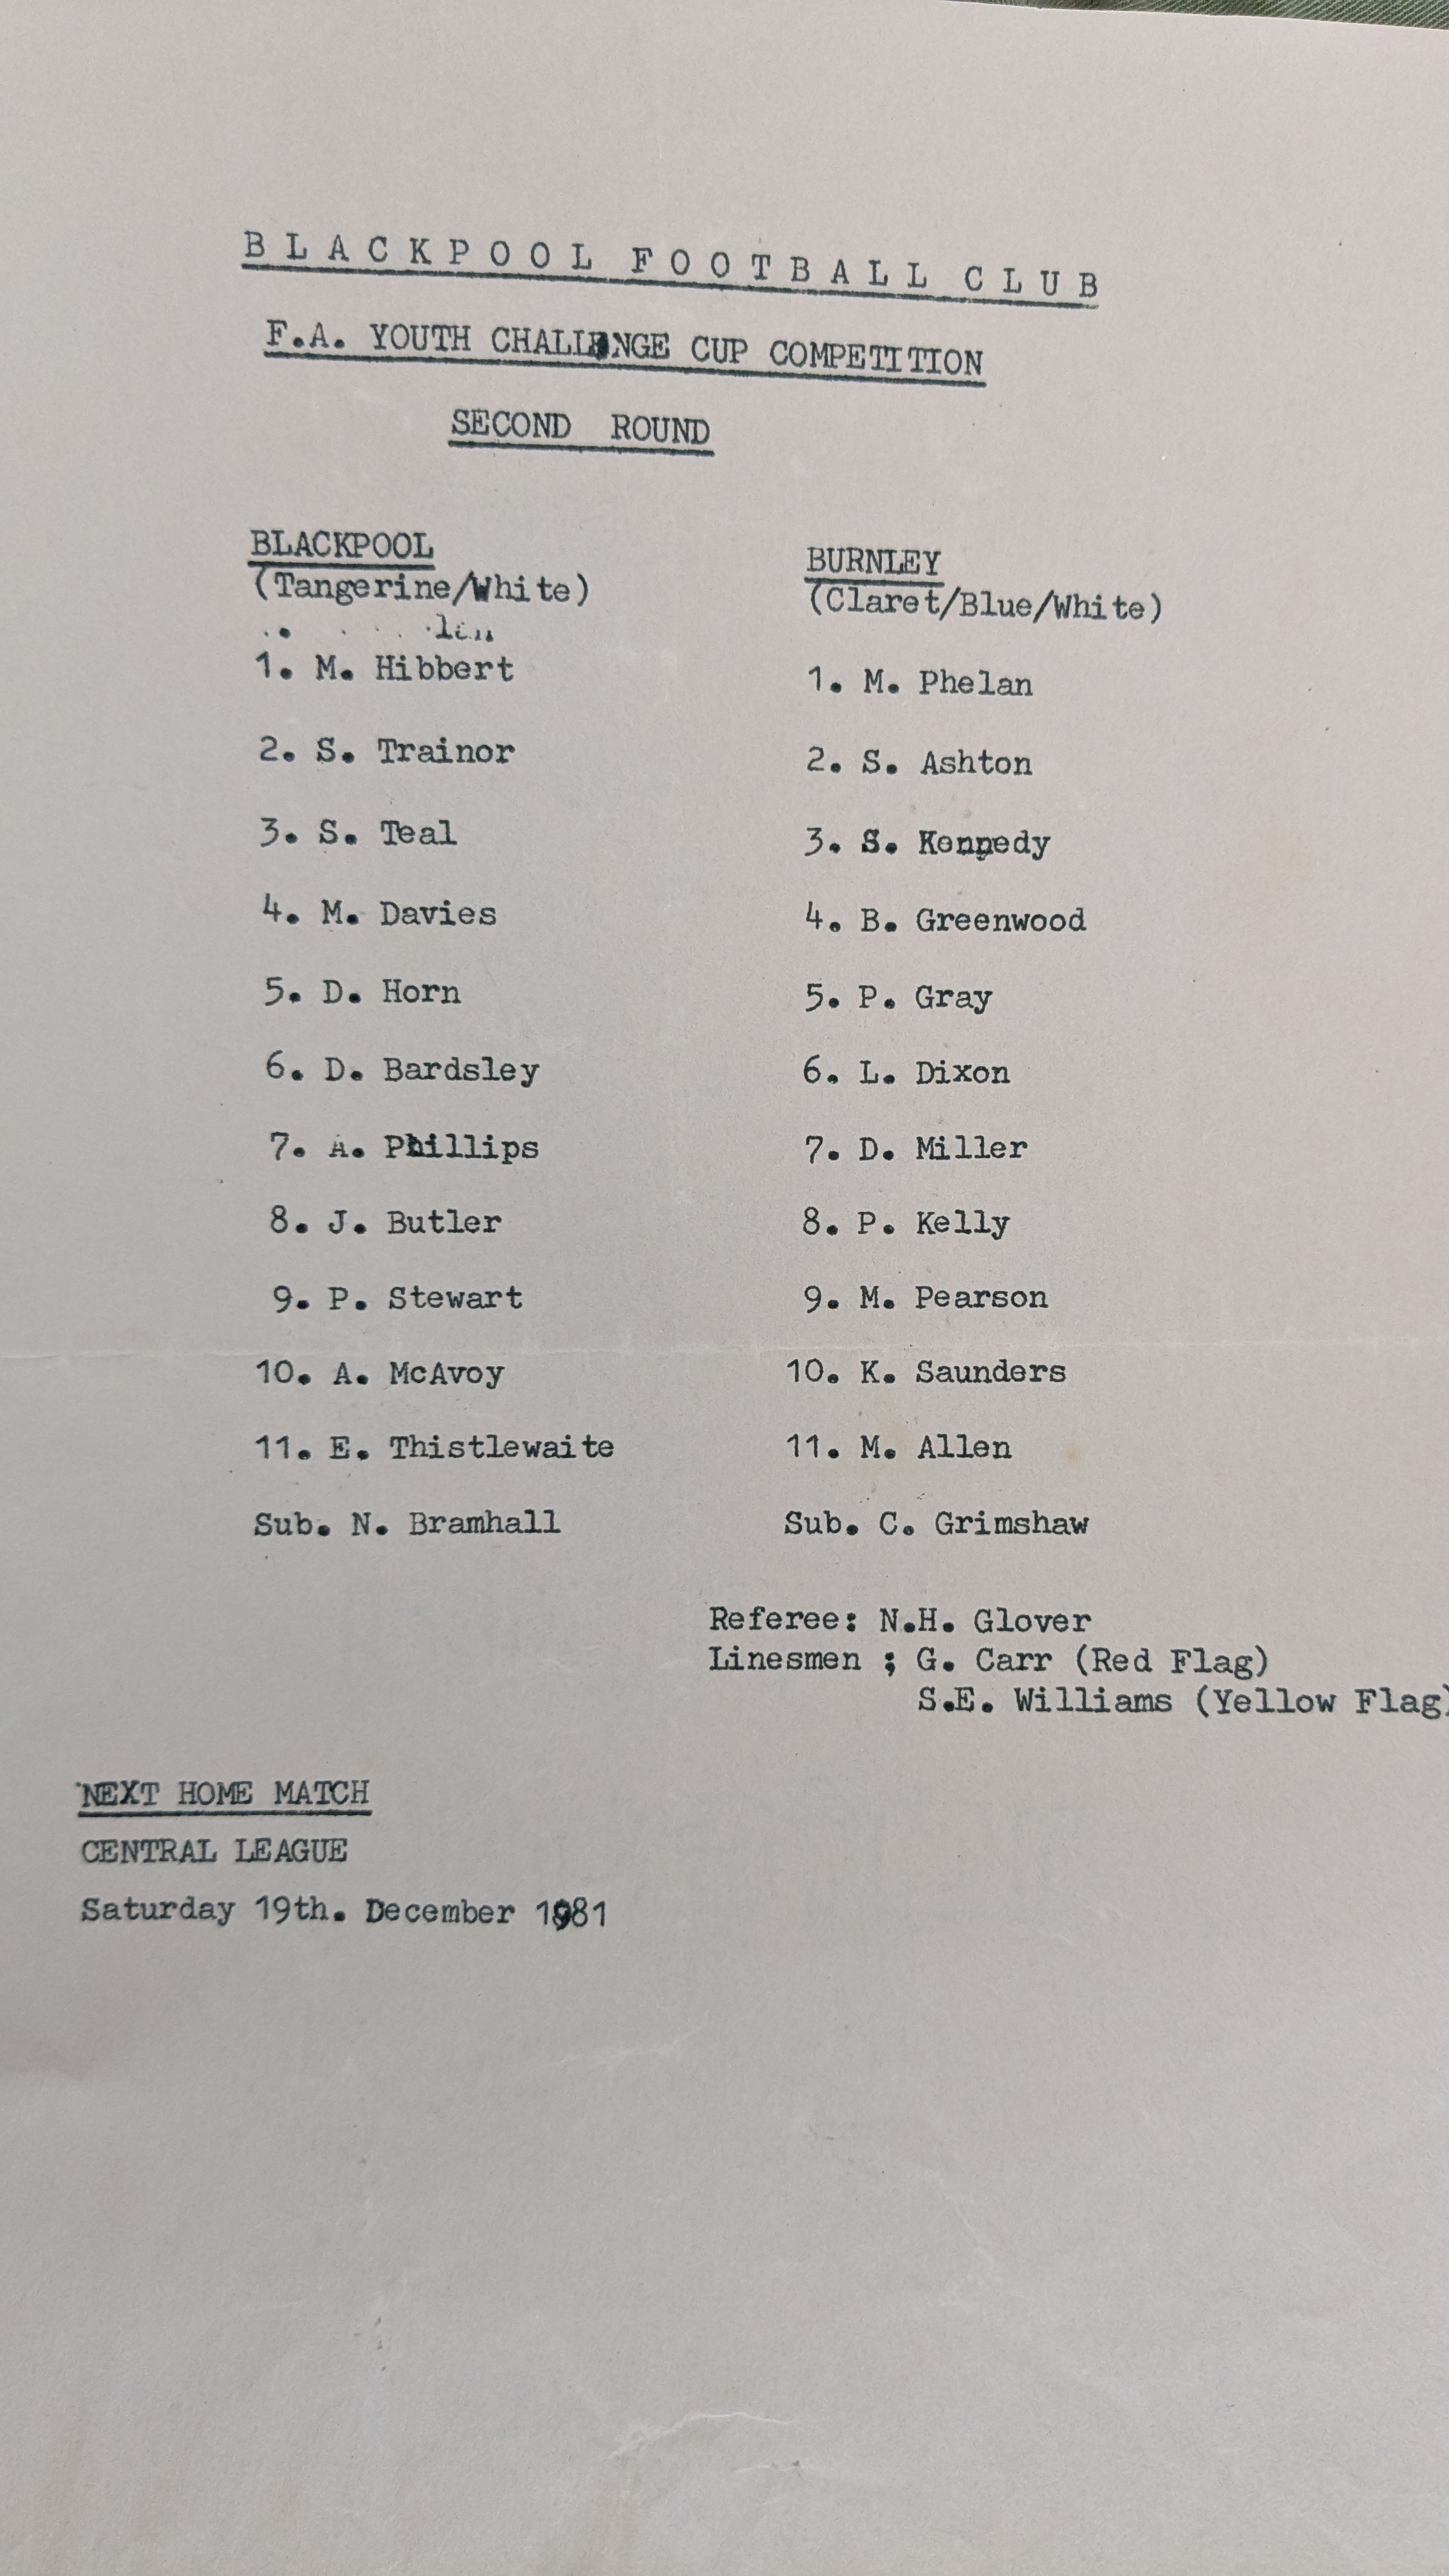 BLACKPOOL FOOTBALL CLUB
F.A. YOUTH CHALLENGE CUP COMPETITION
SECOND ROUND
BLACKPOOL
(Tangerine/White)
1. M. Hibbert
2. S. Trainor
3. S. Teal
4. M. Davies
5. D. Horn
6. D. Bardsley
7. A. Phillips
8. J. Butler
9. P. Stewart
10. A. McAvoy
11. E. Thistlewaite
Sub. N. Bramhall
BURNLEY
(Claret/Blue/White)
1. M. Phelan
2. S. Ashton
3. S. Kennedy
4. B. Greenwood
5. P. Gray
6. L. Dixon
7. D. Miller
8. P. Kelly
9. M. Pearson
10. K. Saunders
11. M. Allen
Sub. C. Grimshaw
Referee: N.H. Glover
Linesmen ; G. Carr (Red Flag)
S.E. Williams (Yellow Flag)
NEXT HOME MATCH
CENTRAL LEAGUE
Saturday 19th. December 1981